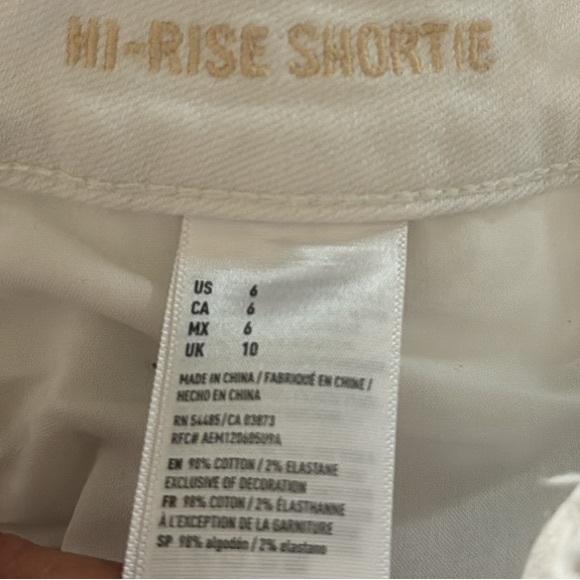 HI-RISE SHORTIE
US 6
CA 6
MX 6
UK 10
MADE IN CHINA / FABRIQUÉ EN CHINE /
HECHO EN CHINA
RN 54485/CA 03873
RFC# AEM120605U9A
EN 98% COTTON / 2% ELASTANE
EXCLUSIVE OF DECORATION
FR 98% COTON / 2% ÉLASTHANNE
À L'EXCEPTION DE LA GARNITURE
SP 98% algodón / 2% elastano